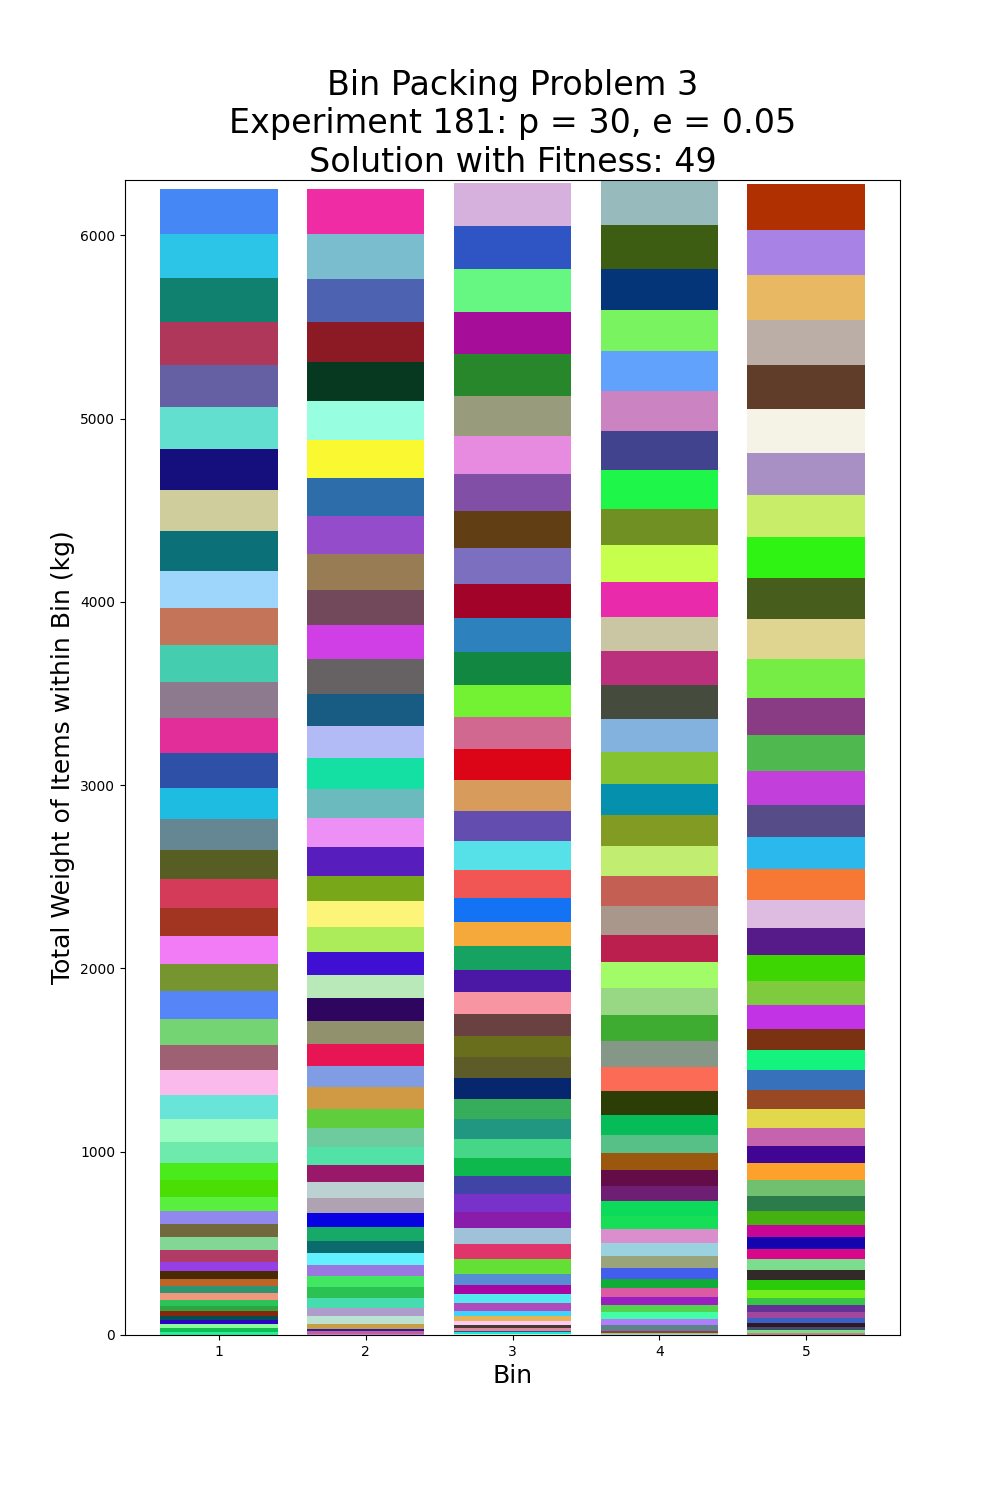 Bin Packing Problem 3
Experiment 181: p = 30, e = 0.05
Solution with Fitness: 49
Total Weight of Items within Bin (kg)
6000
5000
4000
3000
2000
1000
0
1 2 3 4 5
Bin